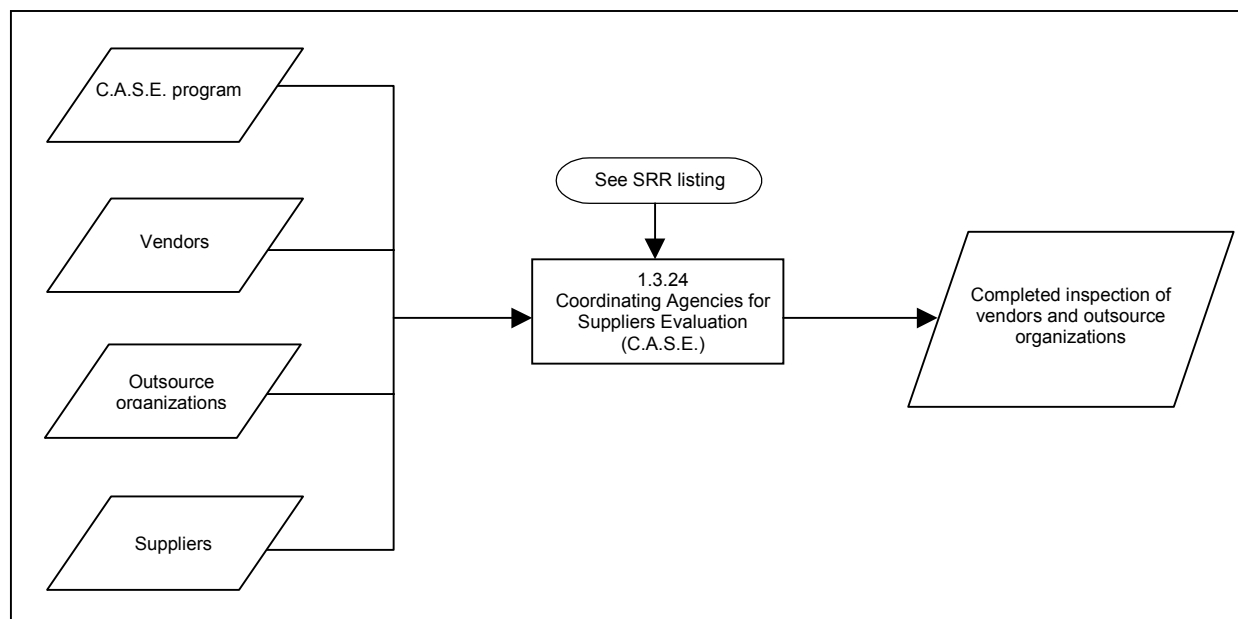 C.A.S.E. program
Vendors
Outsource
organizations
Suppliers
See SRR listing
1.3.24
Coordinating Agencies for
Suppliers Evaluation
(C.A.S.E.)
Completed inspection of
vendors and outsource
organizations